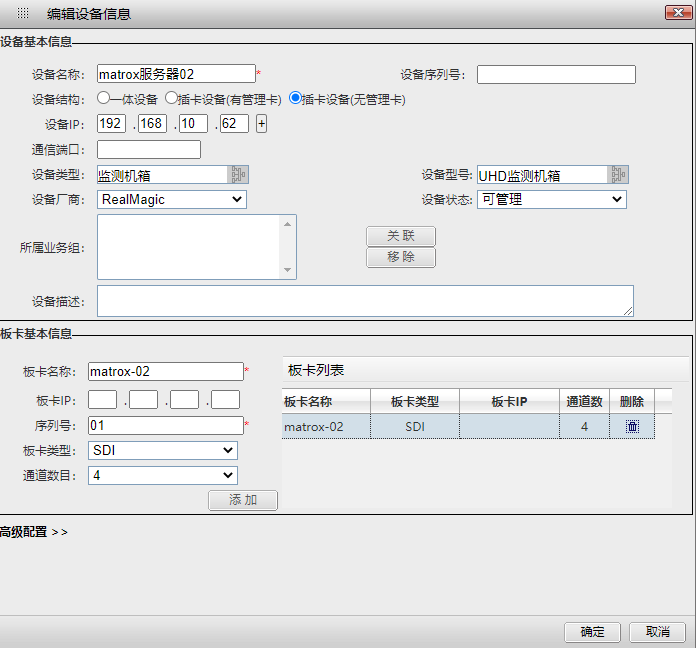 编辑设备信息
设备基本信息
设备名称: matrox服务器02 * 设备序列号:
设备结构: 一体设备 插卡设备(有管理卡) 插卡设备(无管理卡)
设备IP: 192 . 168 . 10 . 62 +
通信端口:
设备类型: 监测机箱 设备型号: UHD监测机箱
设备厂商: RealMagic 设备状态: 可管理
所属业务组: 关 联
移 除
设备描述:
板卡基本信息
板卡名称: matrox-02 * 板卡列表
板卡IP: . . . 板卡名称 板卡类型 板卡IP 通道数 删除
序列号: 01 * matrox-02 SDI 4
板卡类型: SDI
通道数目: 4
添 加
高级配置 >>
确定 取消